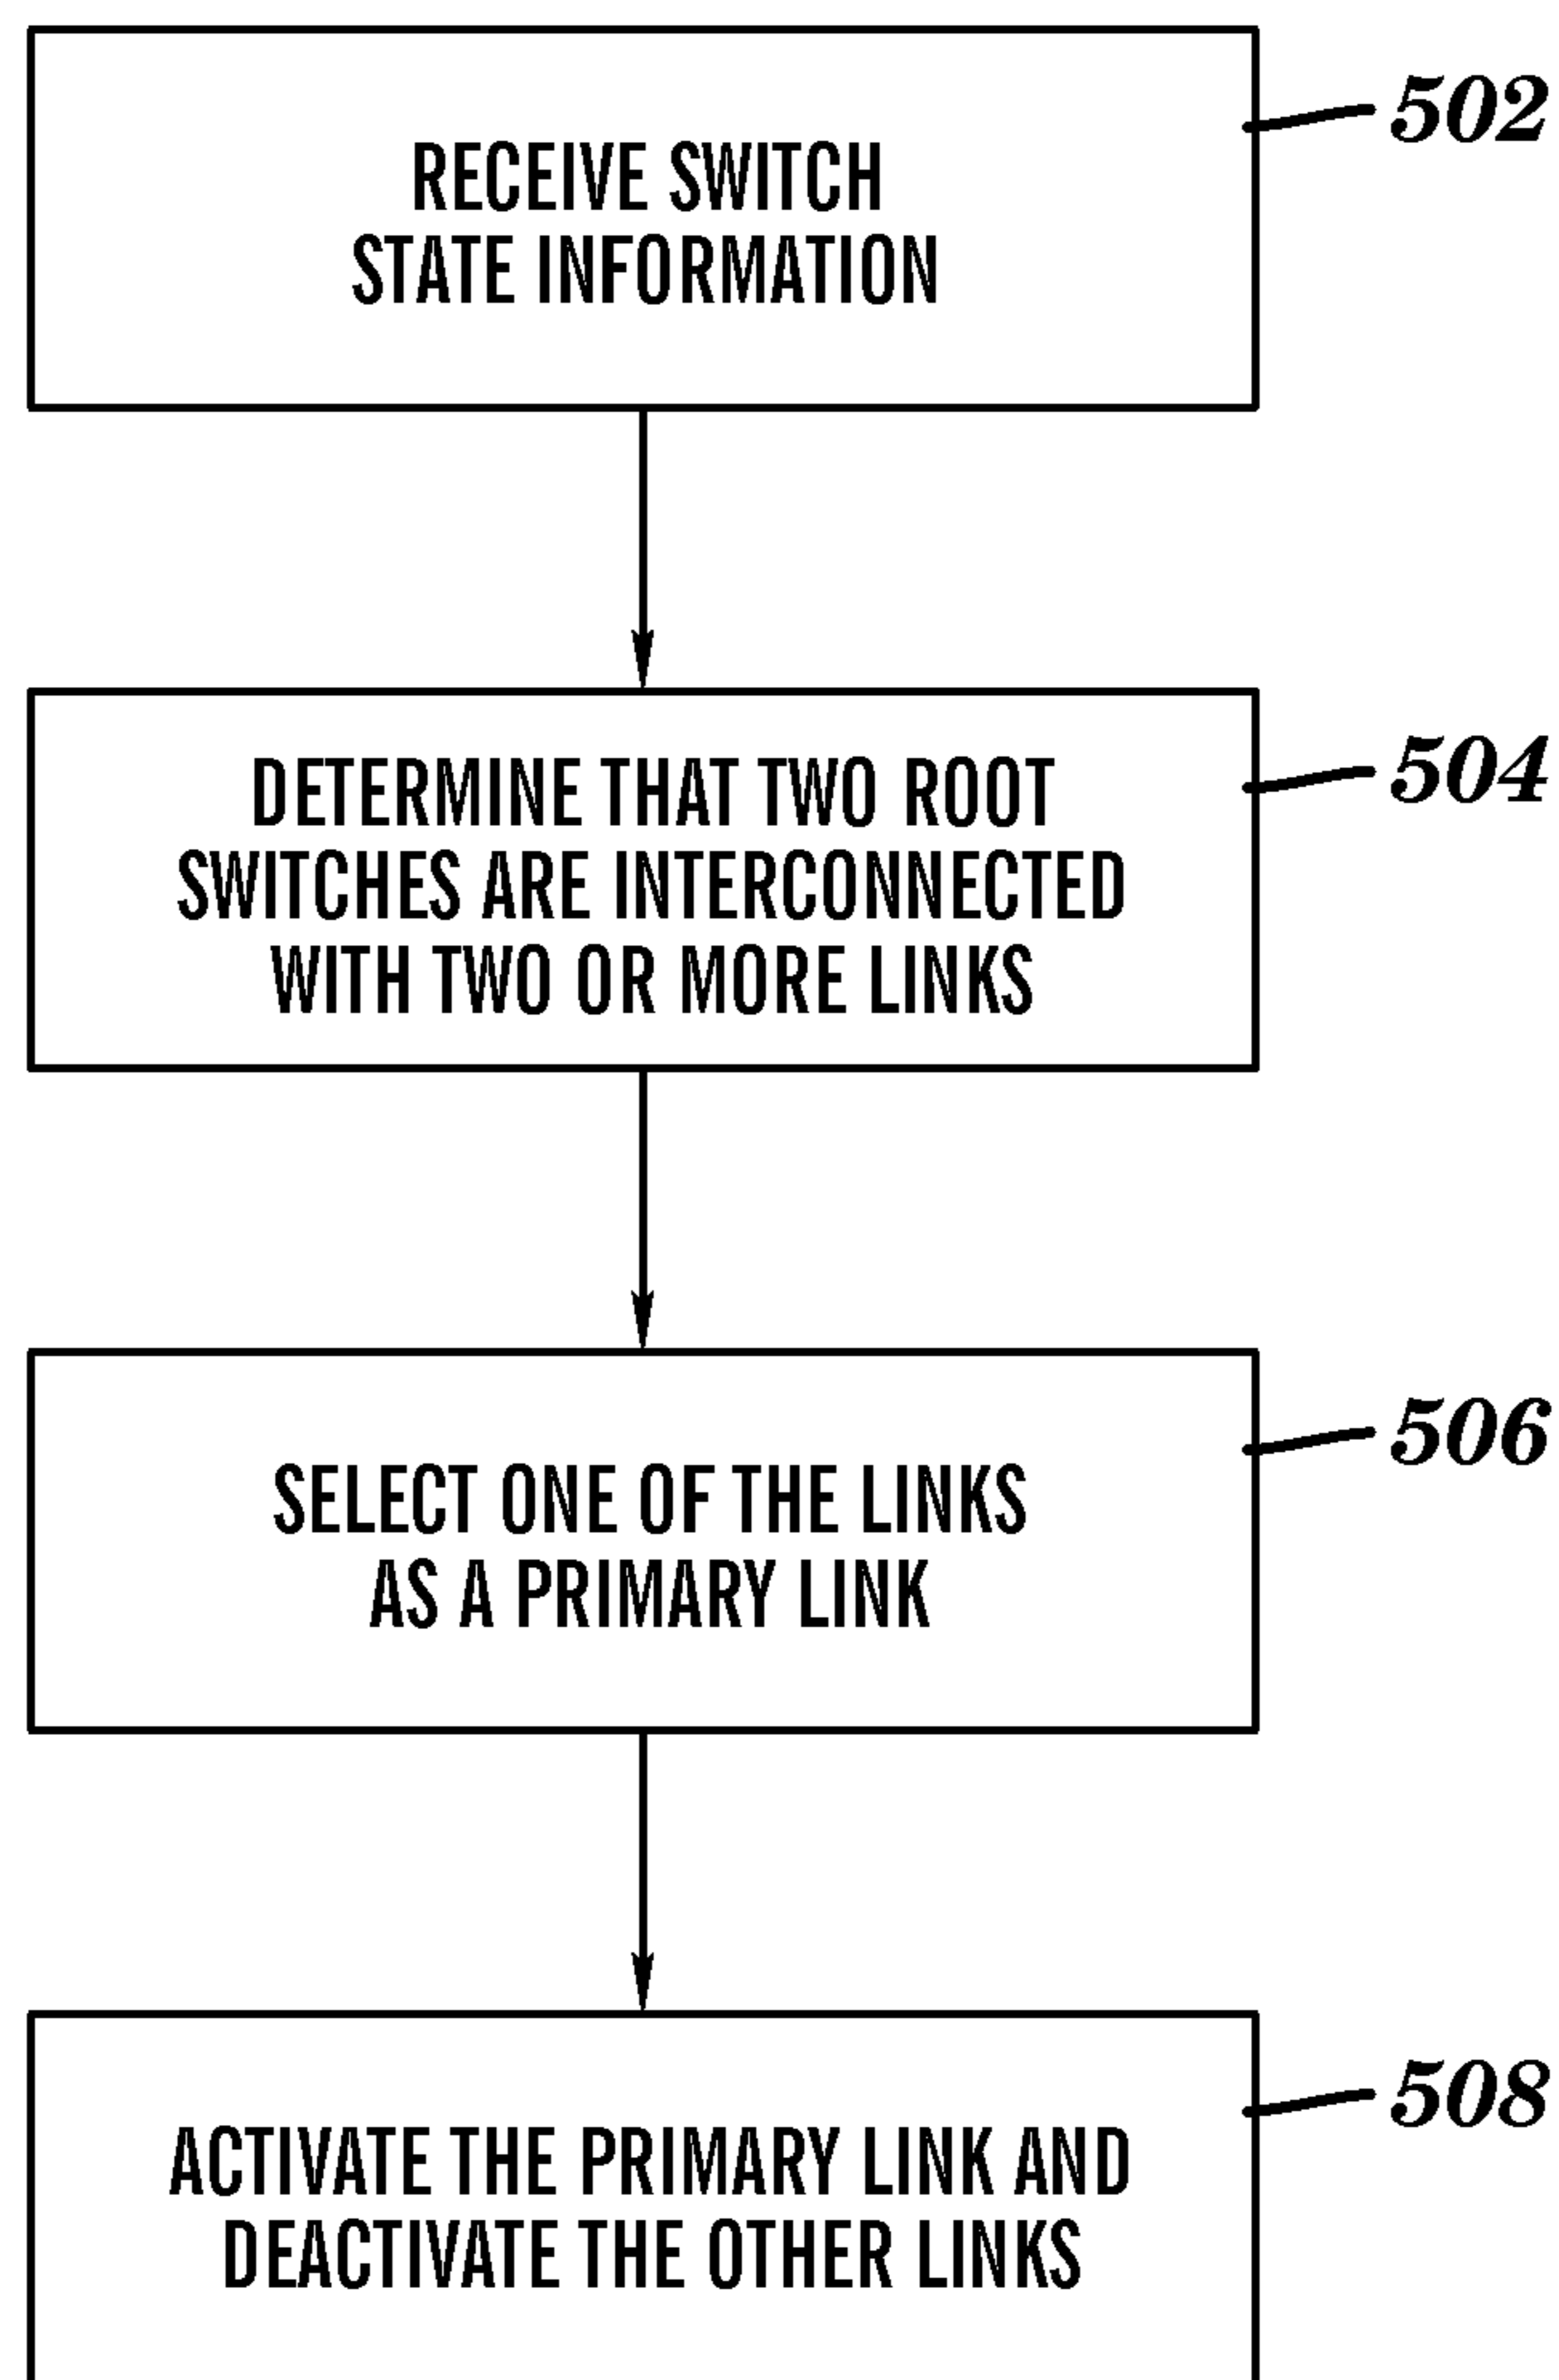 502
RECEIVE SWITCH
STATE INFORMATION
504
DETERMINE THAT TWO ROOT
SWITCHES ARE INTERCONNECTED
WITH TWO OR MORE LINKS
506
SELECT ONE OF THE LINKS
AS A PRIMARY LINK
508
ACTIVATE THE PRIMARY LINK AND
DEACTIVATE THE OTHER LINKS